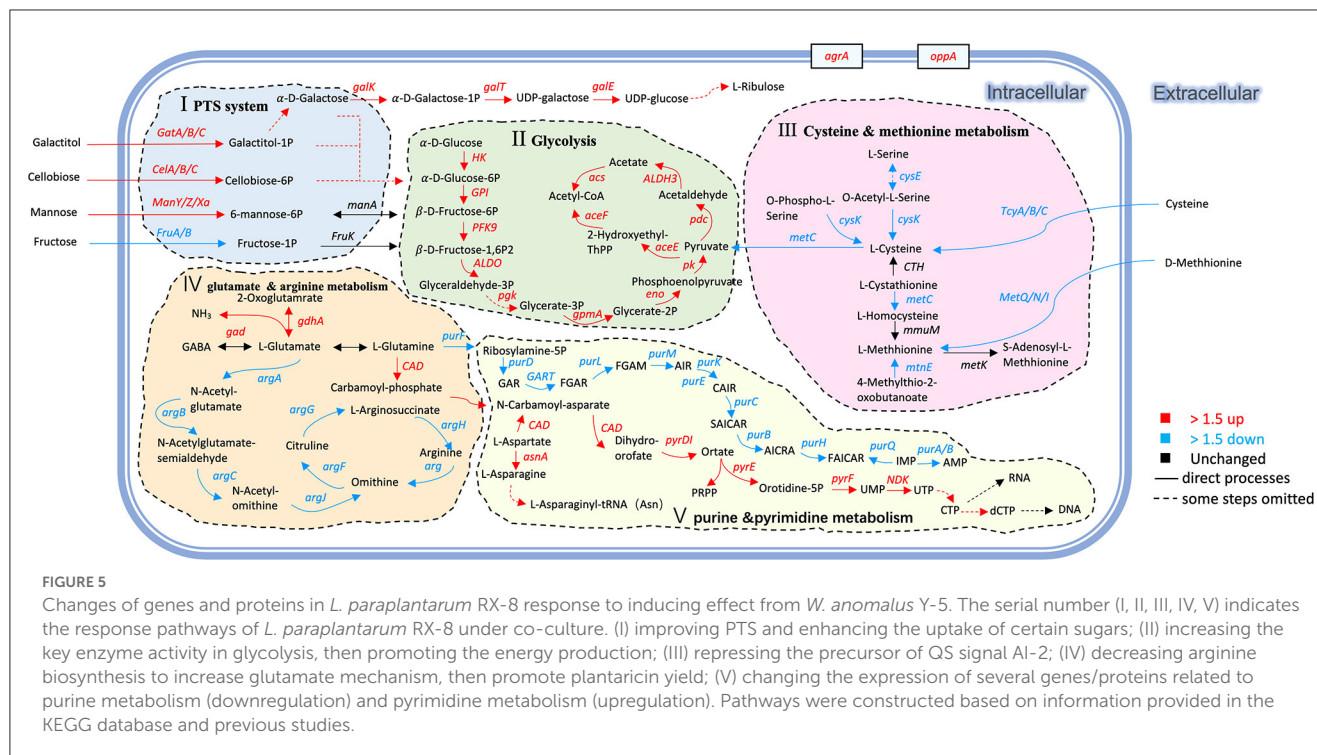 agrA
oppA
Intracellular
Extracellular
I PTS system
α-D-Galactose
galK
α-D-Galactose-1P
galT
UDP-galactose
galE
UDP-glucose
L-Ribulose
Galactitol
GatA/B/C
Galactitol-1P
Cellobiose
CelA/B/C
Cellobiose-6P
Mannose
ManY/Z/Xa
6-mannose-6P
manA
Fructose
FruA/B
Fructose-1P
FruK
II Glycolysis
α-D-Glucose
HK
α-D-Glucose-6P
GPI
β-D-Fructose-6P
PFK9
β-D-Fructose-1,6P2
ALDO
Glyceraldehyde-3P
pgk
Glycerate-3P
gpmA
Glycerate-2P
eno
Phosphoenolpyruvate
pk
Pyruvate
pdc
Acetaldehyde
ALDH3
Acetate
acs
Acetyl-CoA
aceF
2-Hydroxyethyl-
ThPP
aceE
III Cysteine & methionine metabolism
L-Serine
cysE
O-Phospho-L-
Serine
O-Acetyl-L-Serine
cysK
cysK
TcyA/B/C
Cysteine
metC
L-Cysteine
CTH
L-Cystathionine
metC
L-Homocysteine
mmuM
MetQ/N/I
D-Methhionine
L-Methhionine
metK
S-Adenosyl-L-
Methhionine
mtnE
4-Methylthio-2-
oxobutanoate
IV glutamate & arginine metabolism
2-Oxoglutamrate
NH₃
gdhA
gad
GABA
L-Glutamate
L-Glutamine
purF
argA
CAD
N-Acetyl-
glutamate
Carbamoyl-phosphate
argB
argG
L-Arginosuccinate
argH
N-Acetylglutamate-
semialdehyde
Citruline
Arginine
arg
argC
argF
Omithine
N-Acetyl-
omithine
argJ
Ribosylamine-5P
purD
GAR
GART
FGAR
purL
FGAM
purM
AIR
purK
purE
CAIR
purC
SAICAR
purB
AICRA
purH
FAICAR
purQ
IMP
purA/B
AMP
N-Carbamoyl-asparate
CAD
L-Aspartate
asnA
L-Asparagine
L-Asparaginyl-tRNA（Asn）
CAD
Dihydro-
orofate
pyrDI
Ortate
pyrE
PRPP
Orotidine-5P
pyrF
UMP
NDK
UTP
CTP
dCTP
RNA
DNA
V purine &pyrimidine metabolism
> 1.5 up
> 1.5 down
Unchanged
direct processes
some steps omitted
FIGURE 5
Changes of genes and proteins in L. paraplantarum RX-8 response to inducing effect from W. anomalus Y-5. The serial number (I, II, III, IV, V) indicates
the response pathways of L. paraplantarum RX-8 under co-culture. (I) improving PTS and enhancing the uptake of certain sugars; (II) increasing the
key enzyme activity in glycolysis, then promoting the energy production; (III) repressing the precursor of QS signal AI-2; (IV) decreasing arginine
biosynthesis to increase glutamate mechanism, then promote plantaricin yield; (V) changing the expression of several genes/proteins related to
purine metabolism (downregulation) and pyrimidine metabolism (upregulation). Pathways were constructed based on information provided in the
KEGG database and previous studies.